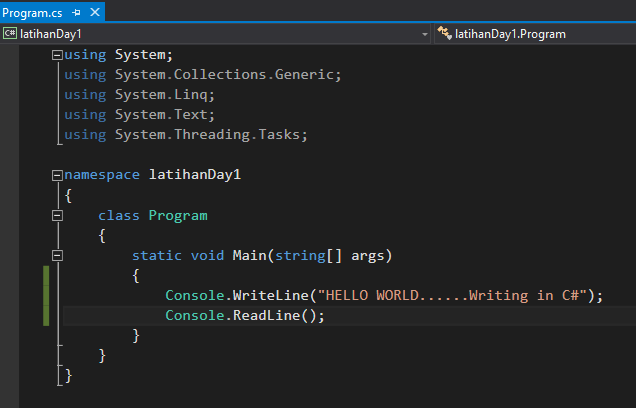 Program.cs
C# latihanDay1 latihanDay1.Program
using System;
using System.Collections.Generic;
using System.Linq;
using System.Text;
using System.Threading.Tasks;
namespace latihanDay1
{
    class Program
    {
        static void Main(string[] args)
        {
            Console.WriteLine("HELLO WORLD......Writing in C#");
            Console.ReadLine();
        }
    }
}